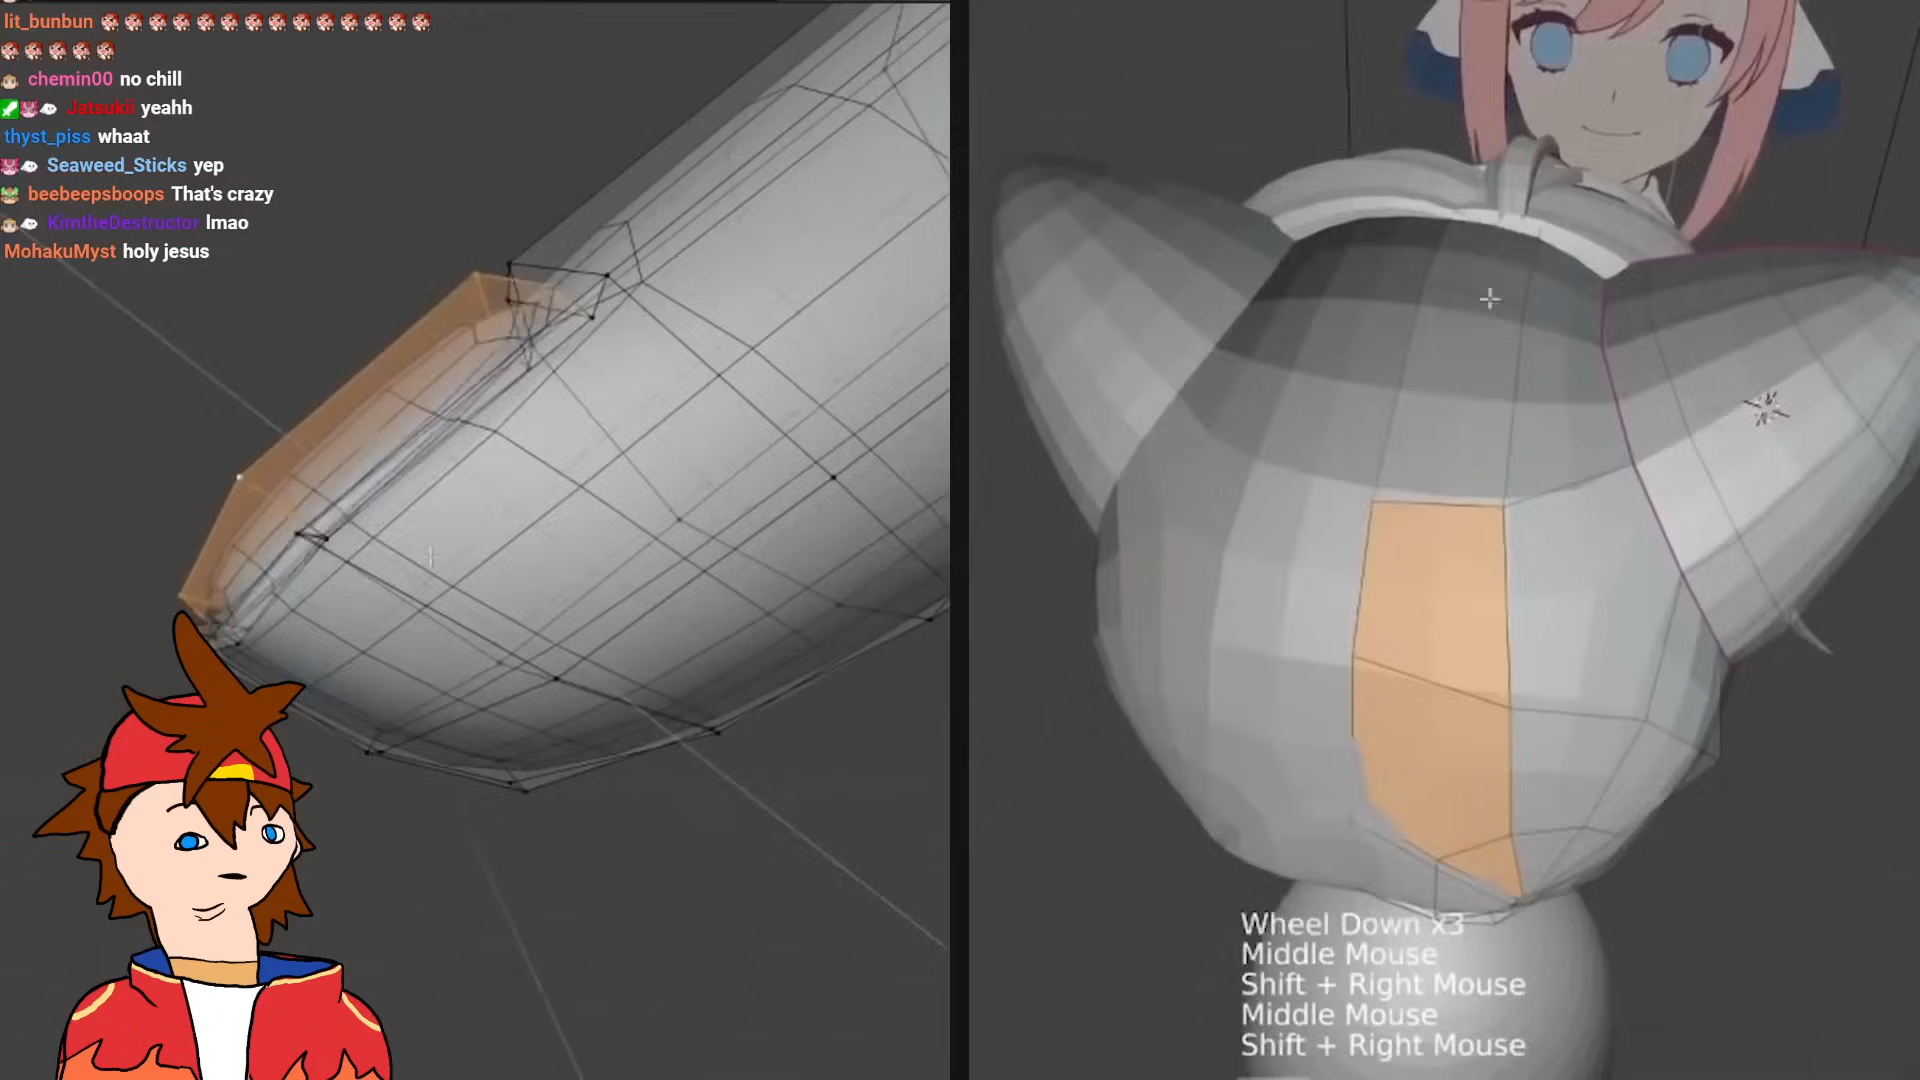 lit_bunbun
chemin00 no chill
Jatsukii yeahh
thyst_piss whaat
Seaweed_Sticks yep
beebeepsboops That's crazy
KimtheDestructor lmao
MohakuMyst holy jesus
Wheel Down x3
Middle Mouse
Shift + Right Mouse
Middle Mouse
Shift + Right Mouse